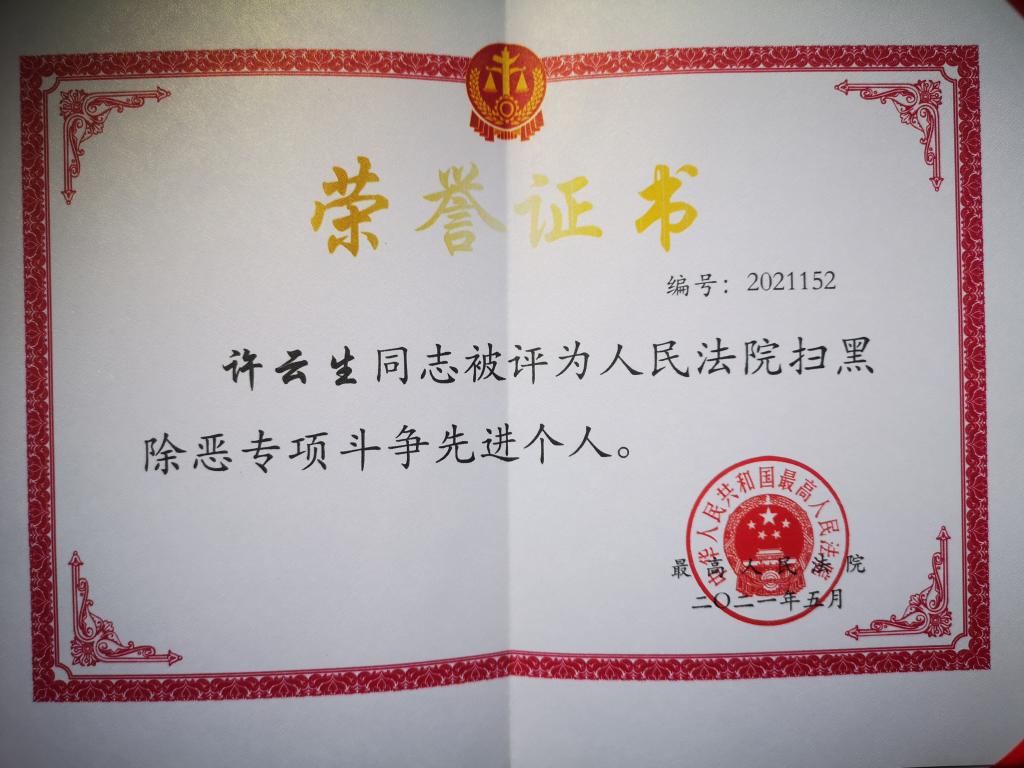 荣誉证书
编号：2021152
许云生同志被评为人民法院扫黑
除恶专项斗争先进个人。
中华人民共和国最高人民法院
最高人民法院
二〇二一年五月